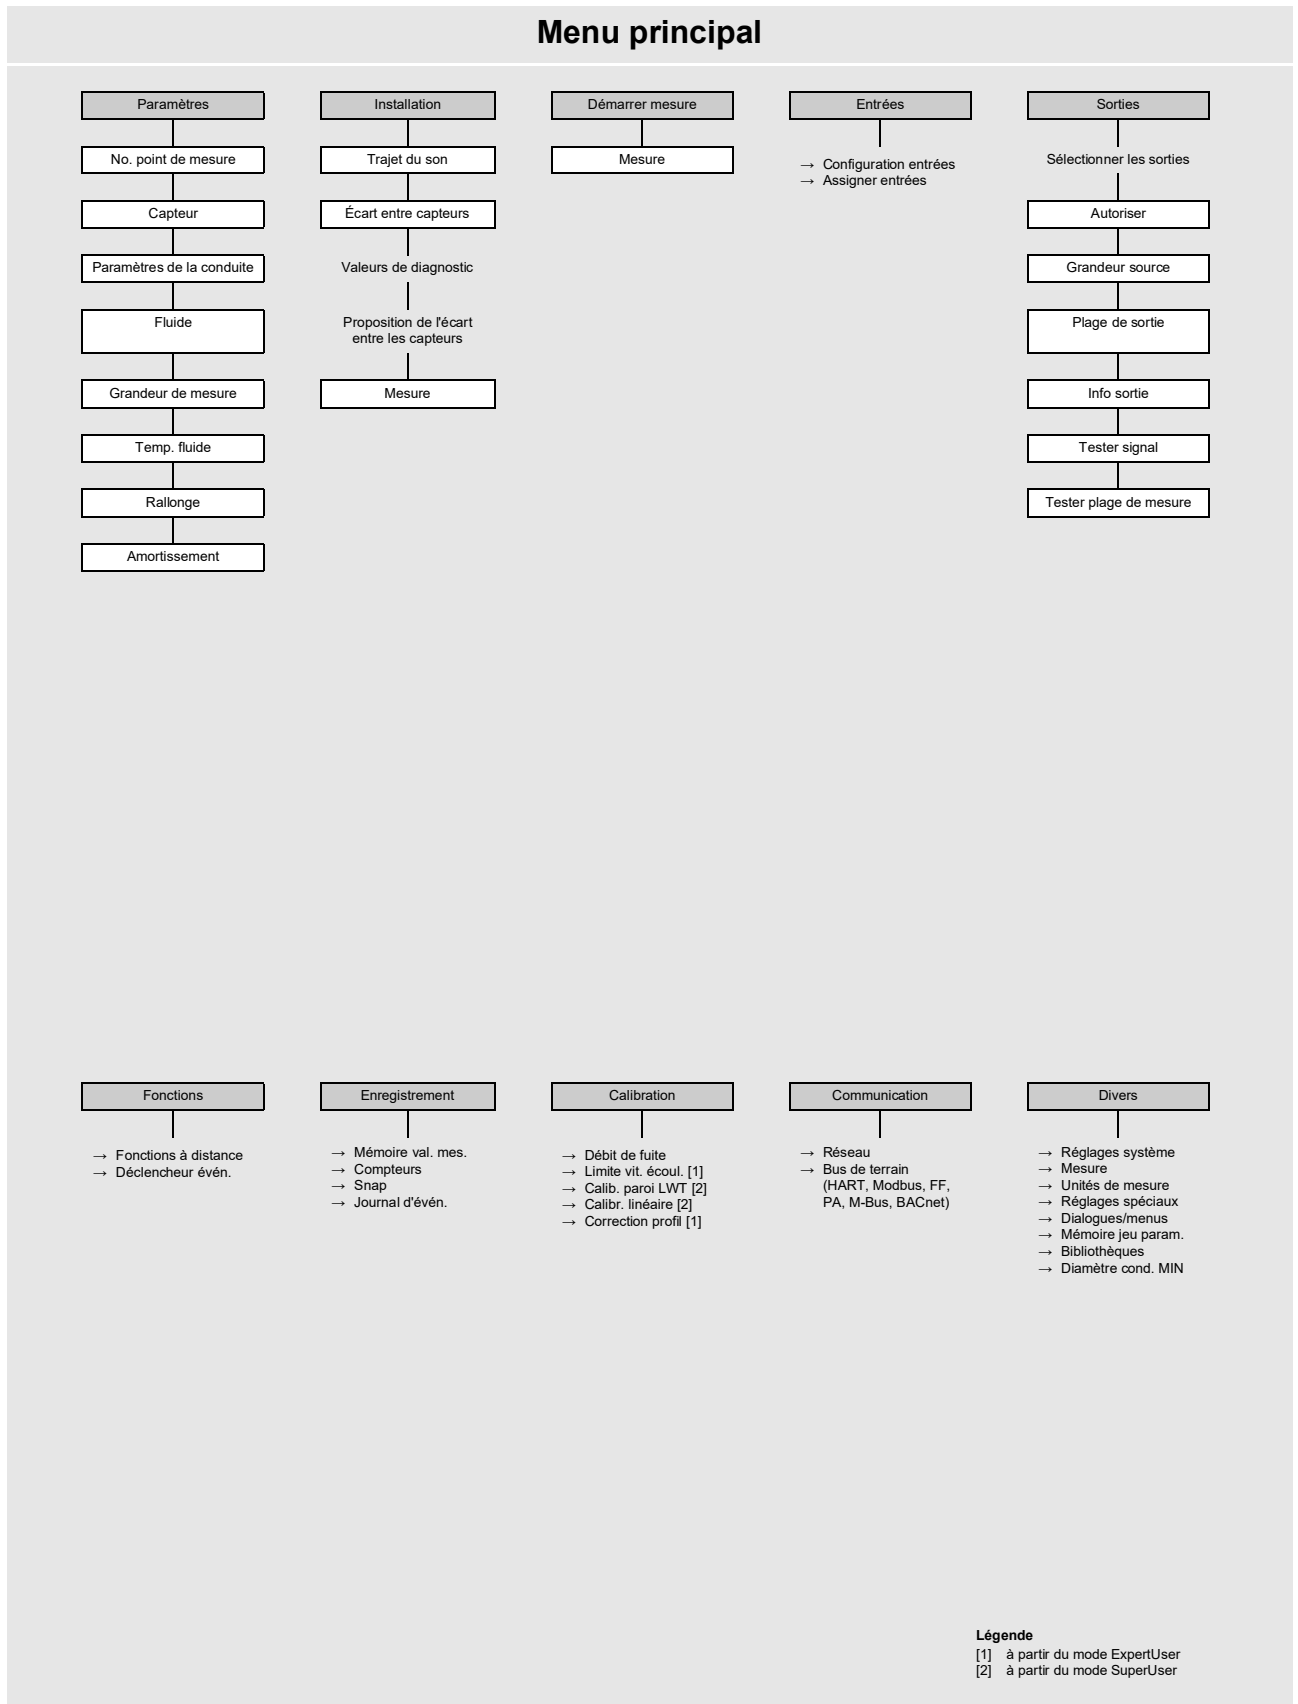 Menu principal
Paramètres
No. point de mesure
Capteur
Paramètres de la conduite
Fluide
Grandeur de mesure
Temp. fluide
Rallonge
Amortissement
Installation
Trajet du son
Écart entre capteurs
Valeurs de diagnostic
Proposition de l'écart
entre les capteurs
Mesure
Démarrer mesure
Mesure
Entrées
→ Configuration entrées
→ Assigner entrées
Sorties
Sélectionner les sorties
Autoriser
Grandeur source
Plage de sortie
Info sortie
Tester signal
Tester plage de mesure
Fonctions
→ Fonctions à distance
→ Déclencheur évén.
Enregistrement
→ Mémoire val. mes.
→ Compteurs
→ Snap
→ Journal d'évén.
Calibration
→ Débit de fuite
→ Limite vit. écoul. [1]
→ Calib. paroi LWT [2]
→ Calibr. linéaire [2]
→ Correction profil [1]
Communication
→ Réseau
→ Bus de terrain
(HART, Modbus, FF,
PA, M-Bus, BACnet)
Divers
→ Réglages système
→ Mesure
→ Unités de mesure
→ Réglages spéciaux
→ Dialogues/menus
→ Mémoire jeu param.
→ Bibliothèques
→ Diamètre cond. MIN
Légende
[1] à partir du mode ExpertUser
[2] à partir du mode SuperUser